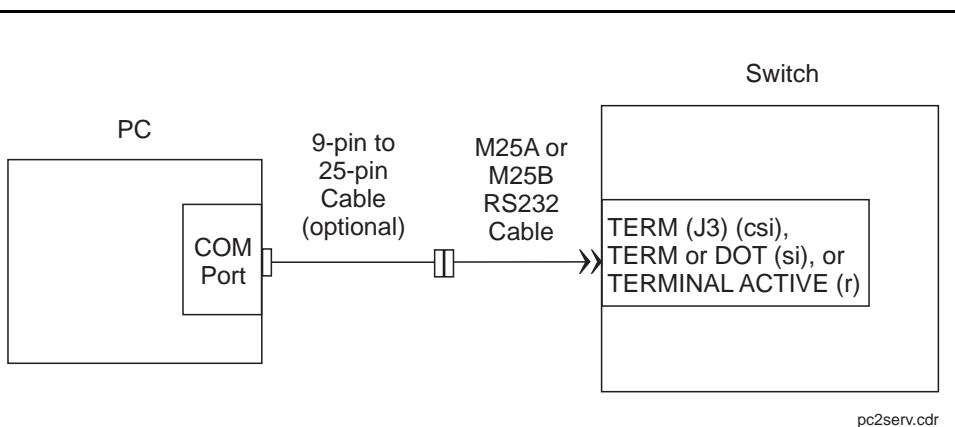 Switch
PC
9-pin to
25-pin
Cable
(optional)
M25A or
M25B
RS232
Cable
COM
Port
TERM (J3) (csi),
TERM or DOT (si), or
TERMINAL ACTIVE (r)
pc2serv.cdr